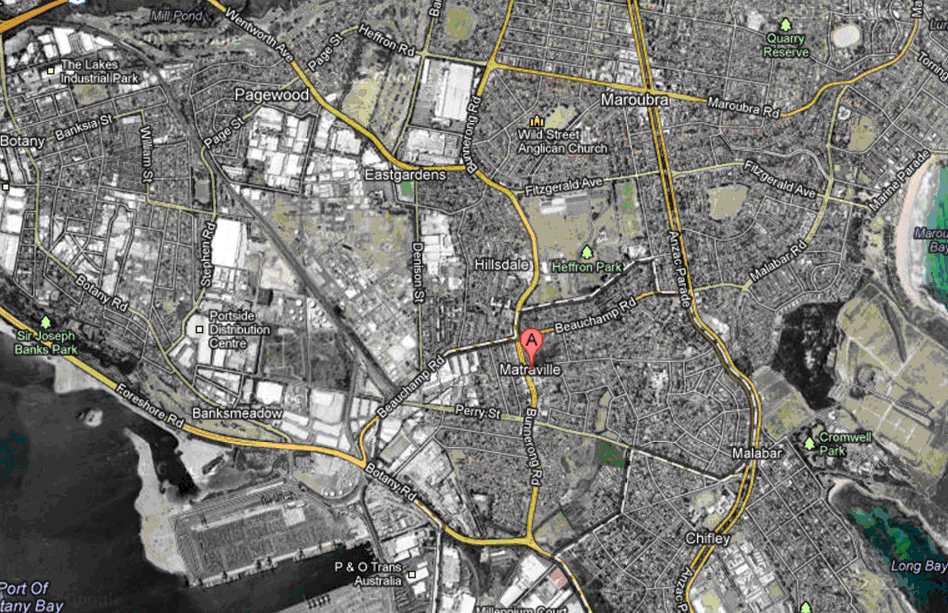 Mill Pond
Wentworth Ave
Page St
Heffron Rd
Quarry
Reserve
The Lakes
Industrial Park
Pagewood
Bunnerong Rd
Maroubra
Maroubra Rd
Botany
Banksia St
William St
Page St
Wild Street
Anglican Church
Eastgardens
Fitzgerald Ave
Fitzgerald Ave
Marine Parade
Stephen Rd
Denison St
Hillsdale
Heffron Park
Anzac Parade
Malabar Rd
Botany Rd
Sir Joseph
Banks Park
Portside
Distribution
Centre
Beauchamp Rd
A
Matraville
Beauchamp Rd
Foreshore Rd
Banksmeadow
Perry St
Bunnerong Rd
Malabar
Cromwell
Park
Botany Rd
Chifley
Long Bay
P & O Trans
Australia
Port Of
Millennium Court